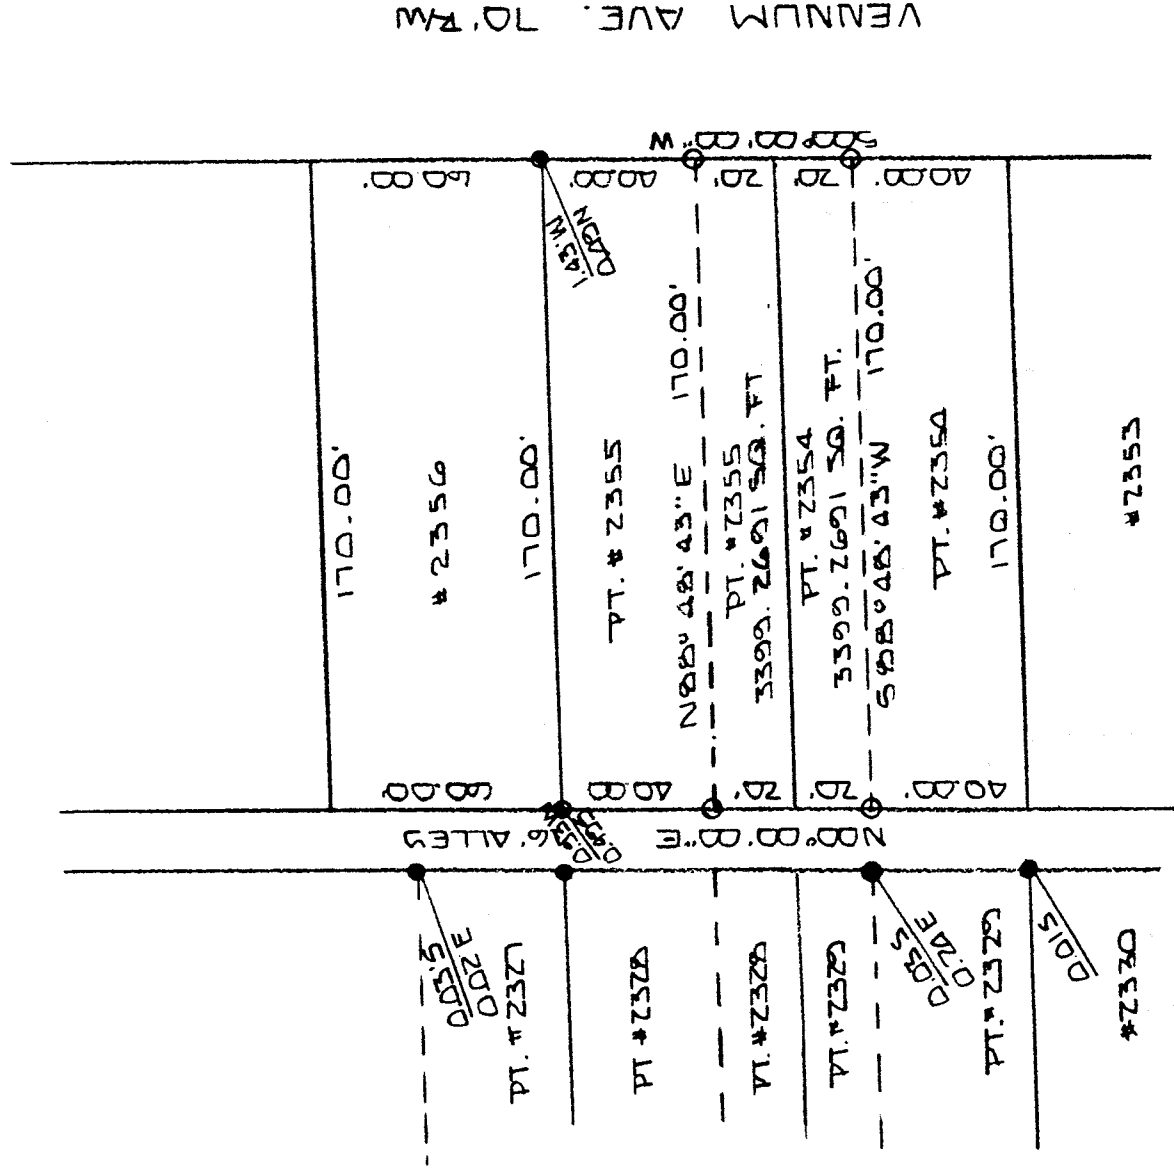 VENNUM AVE. 70' R/W
S00°00'00"W
60.00'
40.00'
20'
20'
40.00'
1.43'W
0.49N
170.00'
#2356
170.00'
PT. #2355
N88°48'43"E 170.00'
PT. #2355
3399.2691 SQ. FT.
PT. #2354
3399.2691 SQ. FT.
S88°48'43"W 170.00'
PT. #2354
170.00'
#2353
60.00
40.00
20'
20'
40.00'
16' ALLEY
N00°00'00"E
0.03'S
0.02 E
PT. #2327
PT #2328
PT. #2328
PT. #2329
0.03S
0.24E
PT. #2329
0.01S
#2330